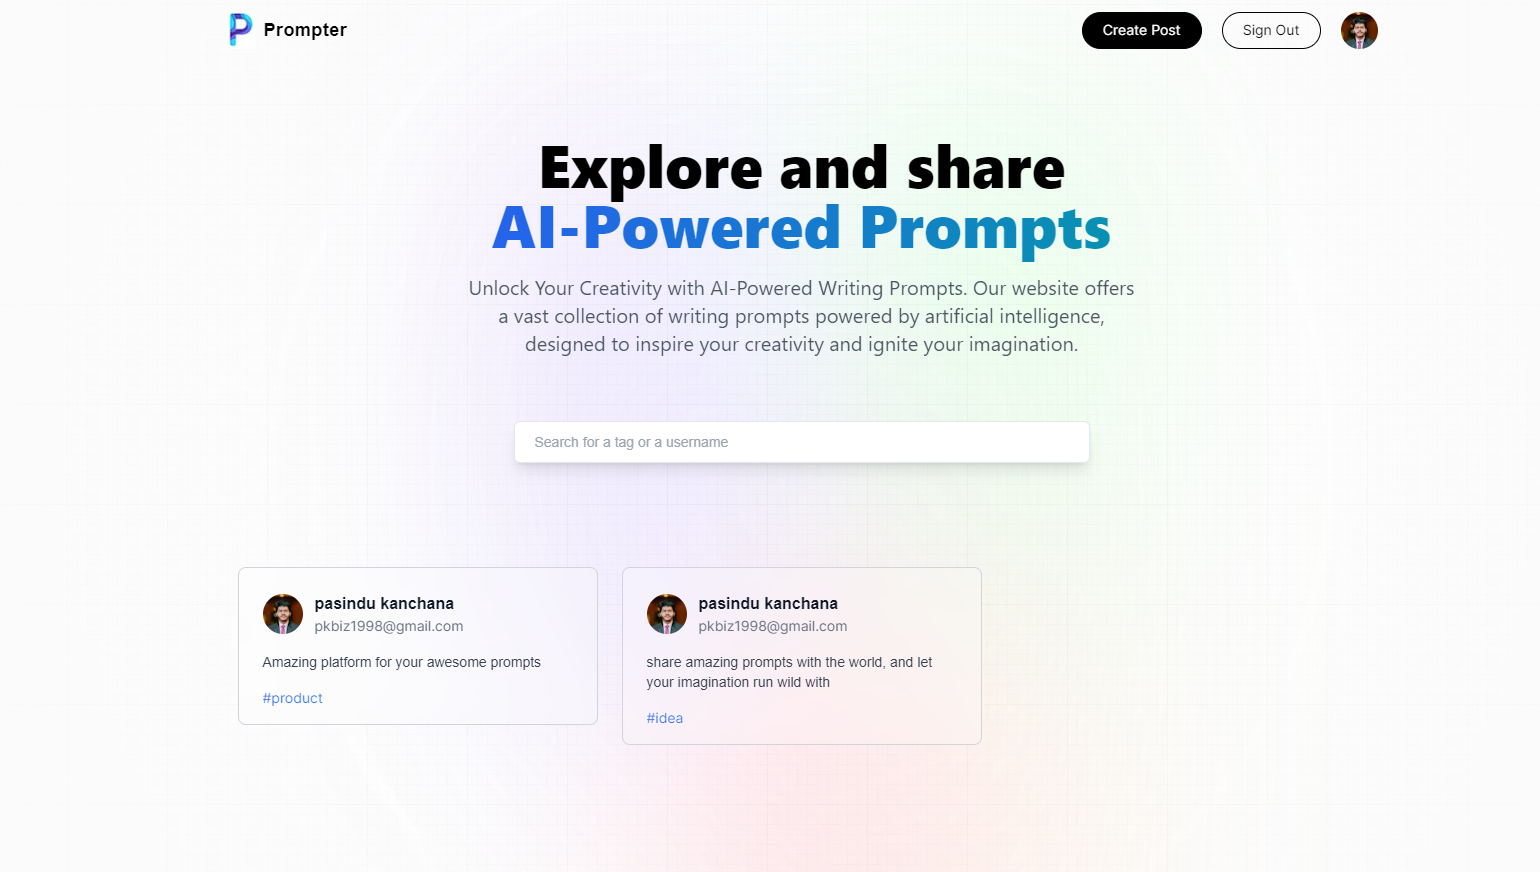 Prompter
Create Post
Sign Out
Explore and share
AI-Powered Prompts
Unlock Your Creativity with AI-Powered Writing Prompts. Our website offers
a vast collection of writing prompts powered by artificial intelligence,
designed to inspire your creativity and ignite your imagination.
Search for a tag or a username
pasindu kanchana
pkbiz1998@gmail.com
Amazing platform for your awesome prompts
#product
pasindu kanchana
pkbiz1998@gmail.com
share amazing prompts with the world, and let
your imagination run wild with
#idea